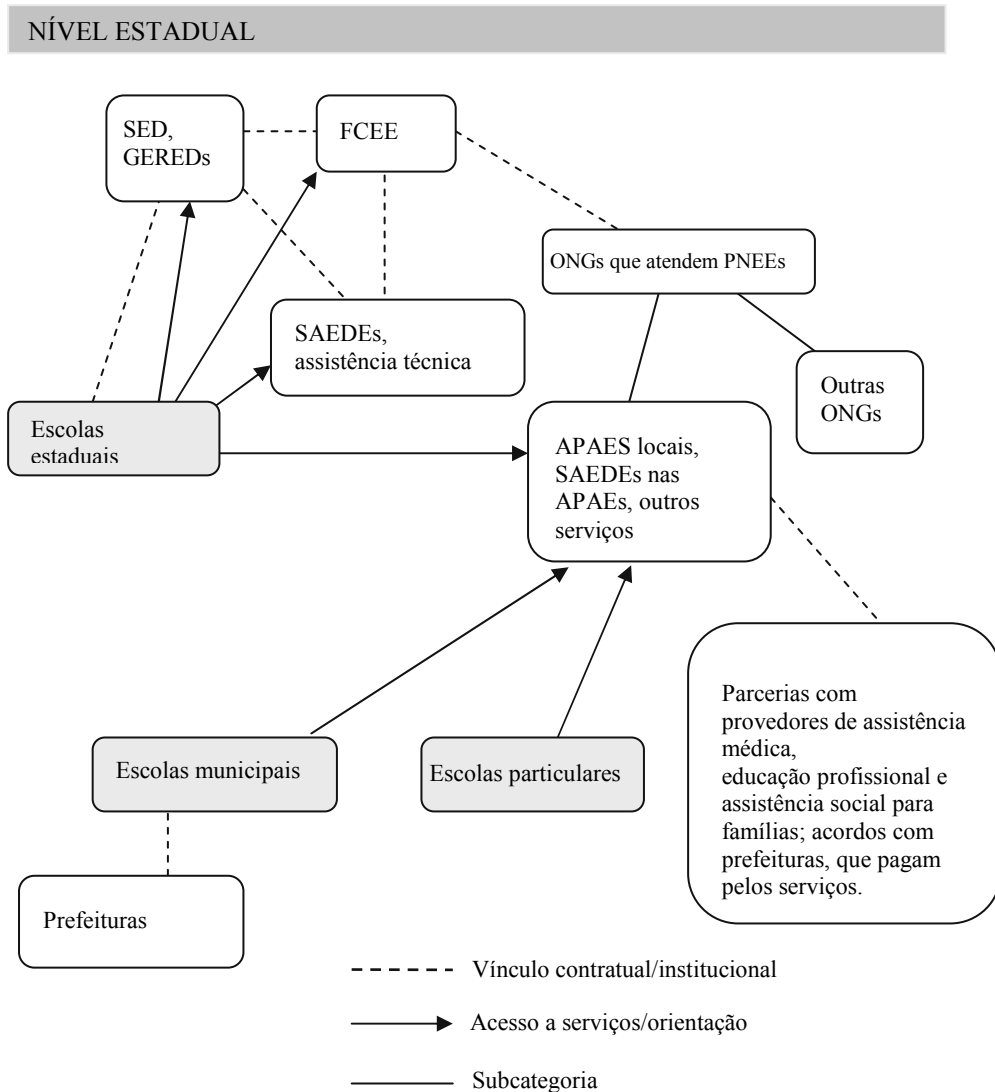 NÍVEL ESTADUAL
SED,
GEREDs
FCEE
ONGs que atendem PNEEs
SAEDEs,
assistência técnica
Outras
ONGs
Escolas
estaduais
APAES locais,
SAEDEs nas
APAEs, outros
serviços
Parcerias com
provedores de assistência
médica,
educação profissional e
assistência social para
famílias; acordos com
prefeituras, que pagam
pelos serviços.
Escolas municipais
Escolas particulares
Prefeituras
Vínculo contratual/institucional
Acesso a serviços/orientação
Subcategoria